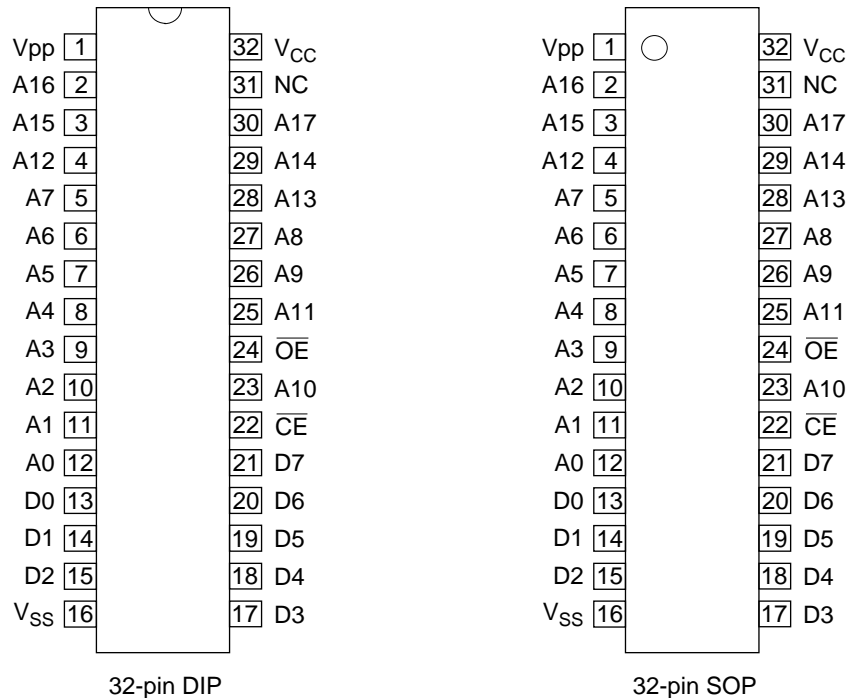 Vpp 1 32 VCC Vpp 1 32 VCC
A16 2 31 NC A16 2 31 NC
A15 3 30 A17 A15 3 30 A17
A12 4 29 A14 A12 4 29 A14
A7 5 28 A13 A7 5 28 A13
A6 6 27 A8 A6 6 27 A8
A5 7 26 A9 A5 7 26 A9
A4 8 25 A11 A4 8 25 A11
A3 9 24 O̅E̅ A3 9 24 O̅E̅
A2 10 23 A10 A2 10 23 A10
A1 11 22 C̅E̅ A1 11 22 C̅E̅
A0 12 21 D7 A0 12 21 D7
D0 13 20 D6 D0 13 20 D6
D1 14 19 D5 D1 14 19 D5
D2 15 18 D4 D2 15 18 D4
VSS 16 17 D3 VSS 16 17 D3
32-pin DIP 32-pin SOP